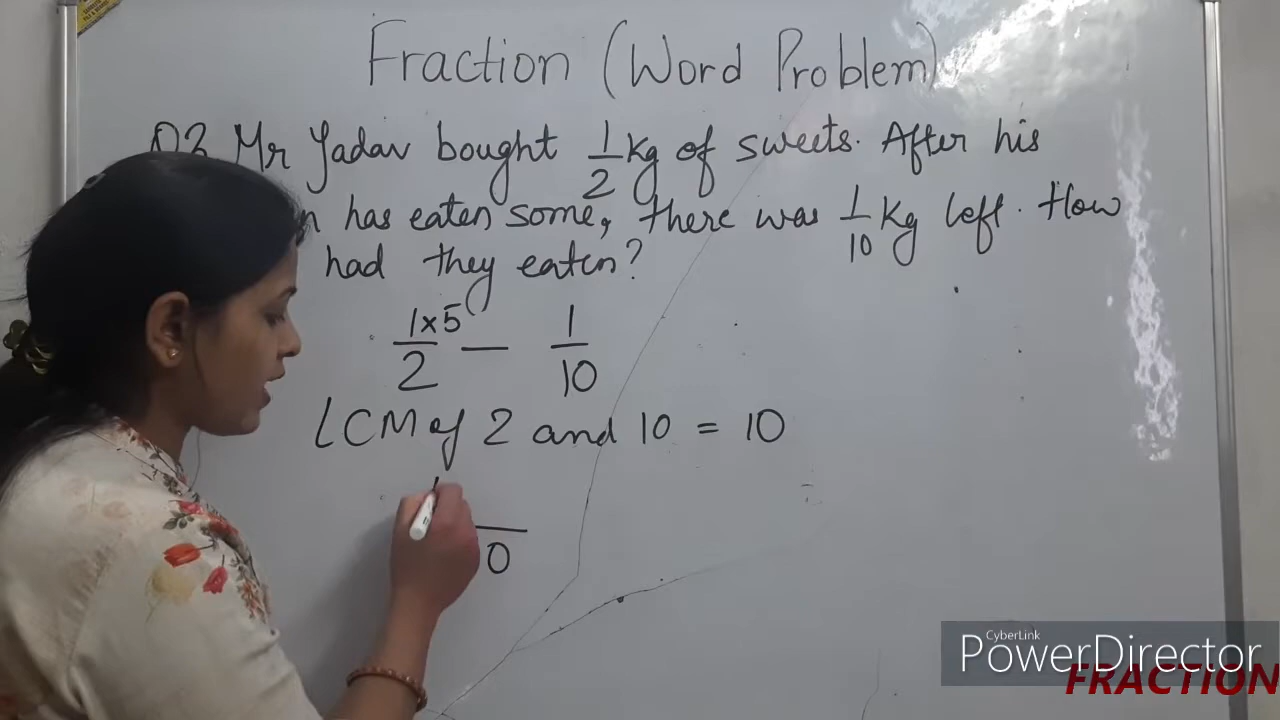 Fraction (Word Problem)
Q2 Mr Yadav bought 1/2 kg of sweets. After his
has eaten some, there was 1/10 kg left. How
had they eaten?
1×5/2 — 1/10
LCM of 2 and 10 = 10
0
CyberLink
PowerDirector
FRACTION